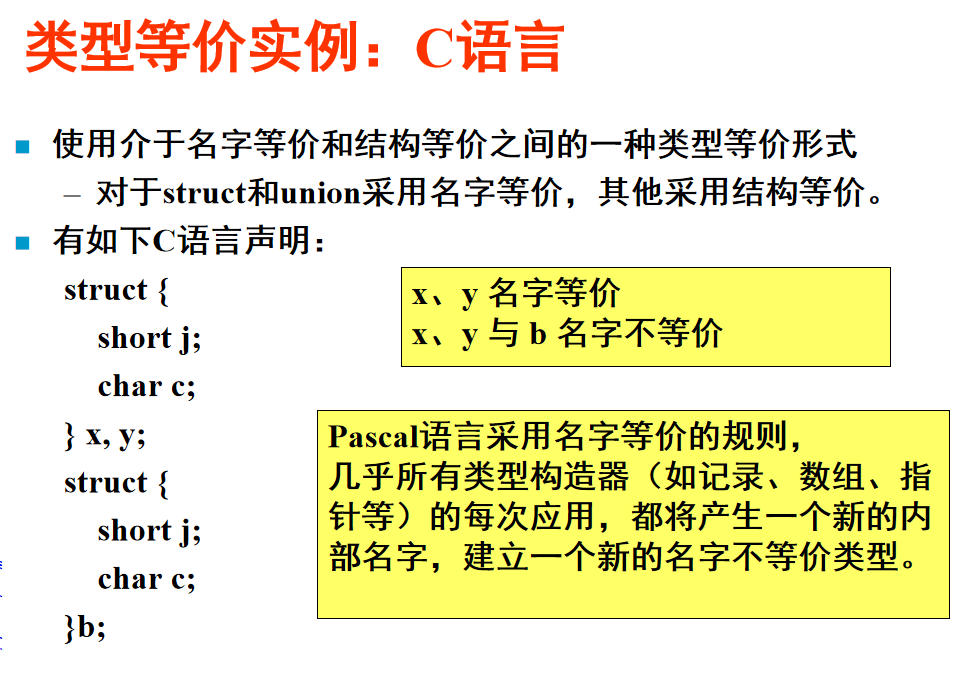 类型等价实例：C语言
使用介于名字等价和结构等价之间的一种类型等价形式
– 对于struct和union采用名字等价，其他采用结构等价。
有如下C语言声明：
struct {
short j;
char c;
} x, y;
struct {
short j;
char c;
}b;
x、y 名字等价
x、y 与 b 名字不等价
Pascal语言采用名字等价的规则，
几乎所有类型构造器（如记录、数组、指
针等）的每次应用，都将产生一个新的内
部名字，建立一个新的名字不等价类型。